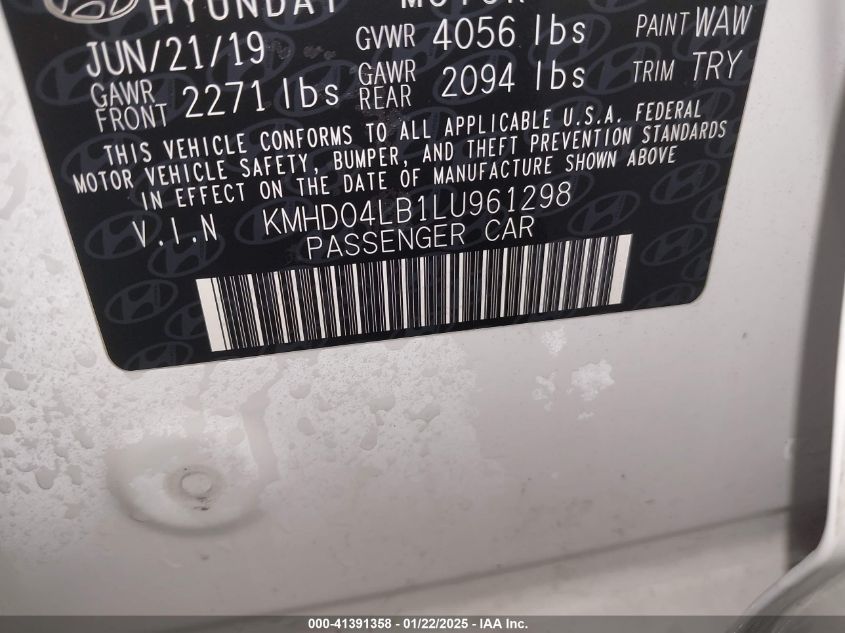 HYUNDAI MOTOR
JUN/21/19 GVWR 4056 lbs PAINT WAW
GAWR FRONT 2271 lbs GAWR REAR 2094 lbs TRIM TRY
THIS VEHICLE CONFORMS TO ALL APPLICABLE U.S.A. FEDERAL
MOTOR VEHICLE SAFETY, BUMPER, AND THEFT PREVENTION STANDARDS
IN EFFECT ON THE DATE OF MANUFACTURE SHOWN ABOVE
V.I.N KMHD04LB1LU961298
PASSENGER CAR
000-41391358 - 01/22/2025 - IAA Inc.